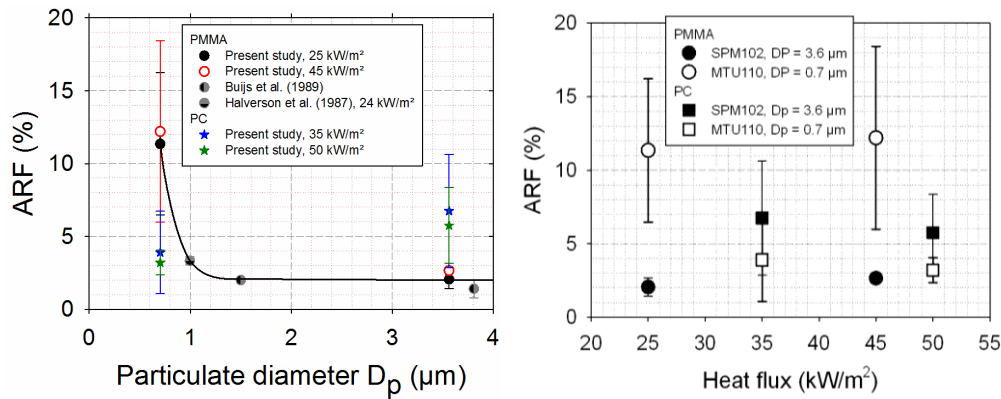 20
15
10
5
0
ARF (%)
PMMA
Present study, 25 kW/m²
Present study, 45 kW/m²
Buijs et al. (1989)
Halverson et al. (1987), 24 kW/m²
PC
Present study, 35 kW/m²
Present study, 50 kW/m²
0 1 2 3 4
Particulate diameter Dp (µm)
20
15
10
5
0
ARF (%)
PMMA
SPM102, DP = 3.6 µm
MTU110, DP = 0.7 µm
PC
SPM102, Dp = 3.6 µm
MTU110, Dp = 0.7 µm
20 25 30 35 40 45 50 55
Heat flux (kW/m²)